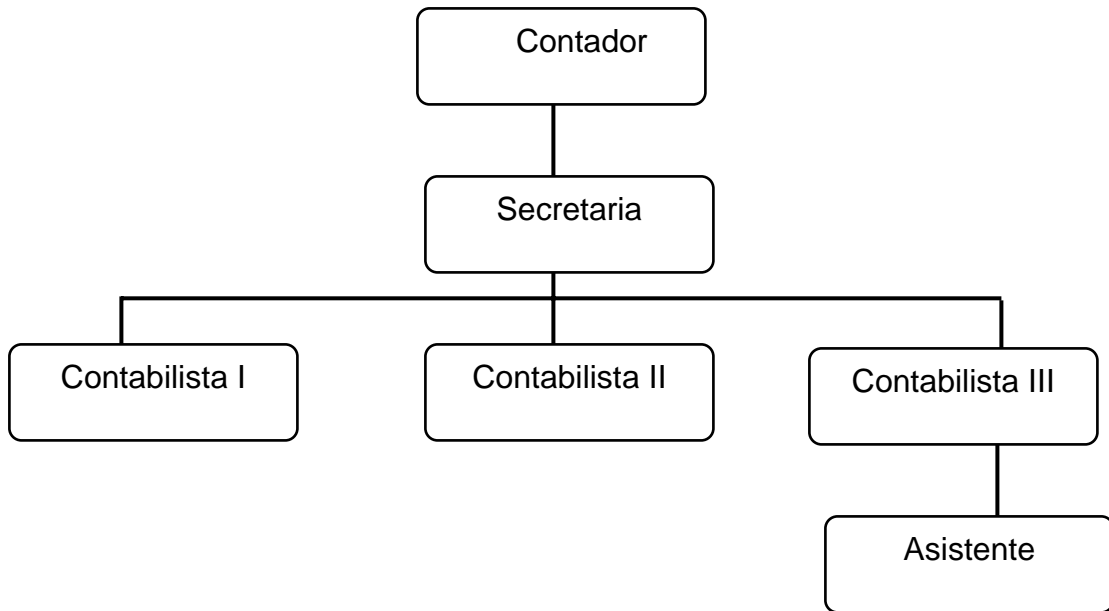 Contador
Secretaria
Contabilista I
Contabilista II
Contabilista III
Asistente